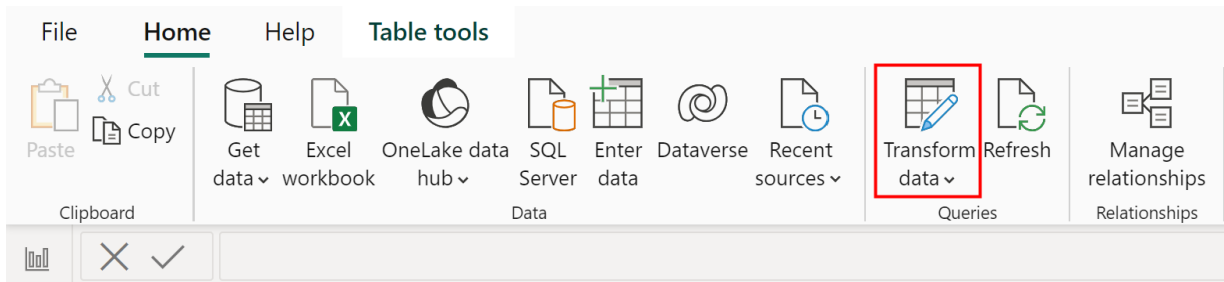 File Home Help Table tools
Cut
Copy
Paste
Get data
Excel workbook
OneLake data hub
SQL Server
Enter data
Dataverse
Recent sources
Transform data
Refresh
Manage relationships
Clipboard Data Queries Relationships